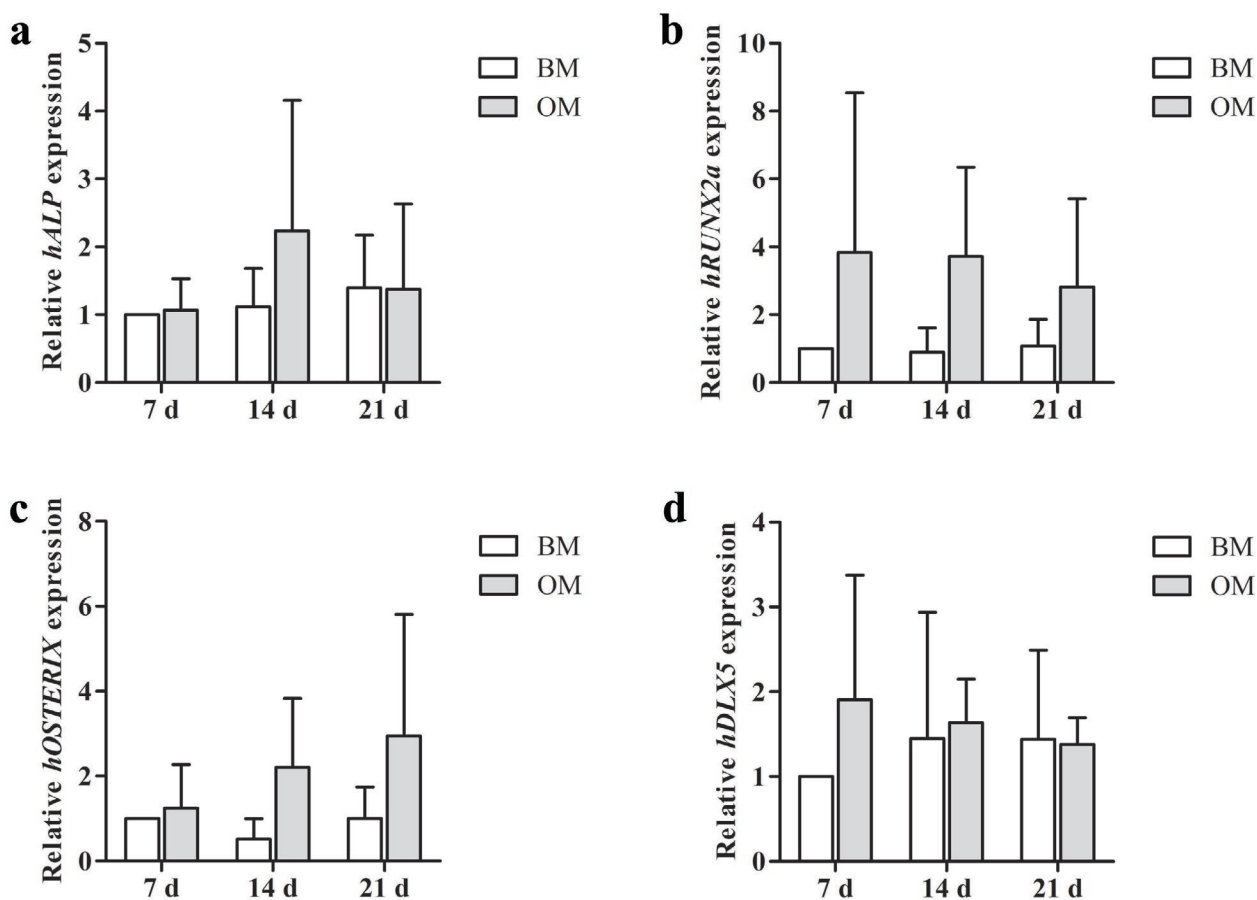 a
Relative hALP expression
5
4
3
2
1
0
7 d 14 d 21 d
BM
OM
b
Relative hRUNX2a expression
10
8
6
4
2
0
7 d 14 d 21 d
BM
OM
c
Relative hOSTERIX expression
8
6
4
2
0
7 d 14 d 21 d
BM
OM
d
Relative hDLX5 expression
4
3
2
1
0
7 d 14 d 21 d
BM
OM